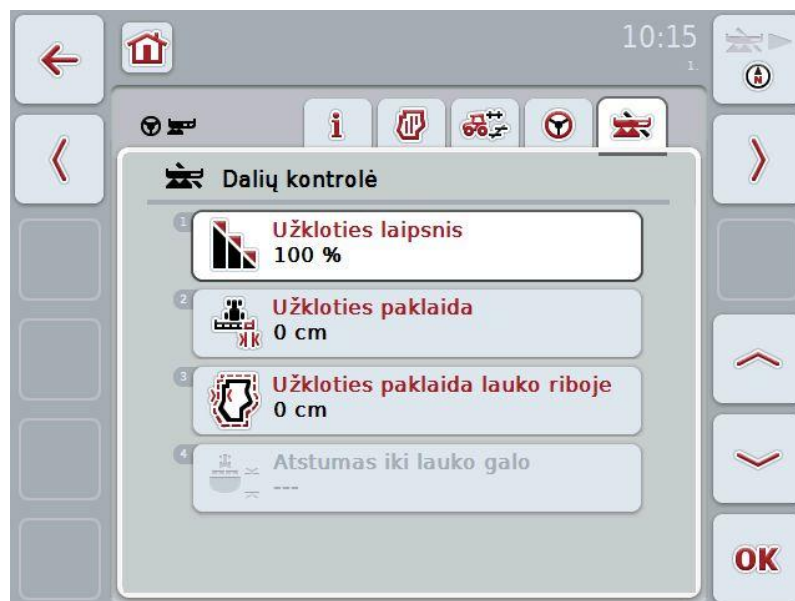 10:15
1.
i
N
Dalių kontrolė
1
Užkloties laipsnis
100 %
2
Užkloties paklaida
0 cm
3
Užkloties paklaida lauko riboje
0 cm
4
Atstumas iki lauko galo
---
OK